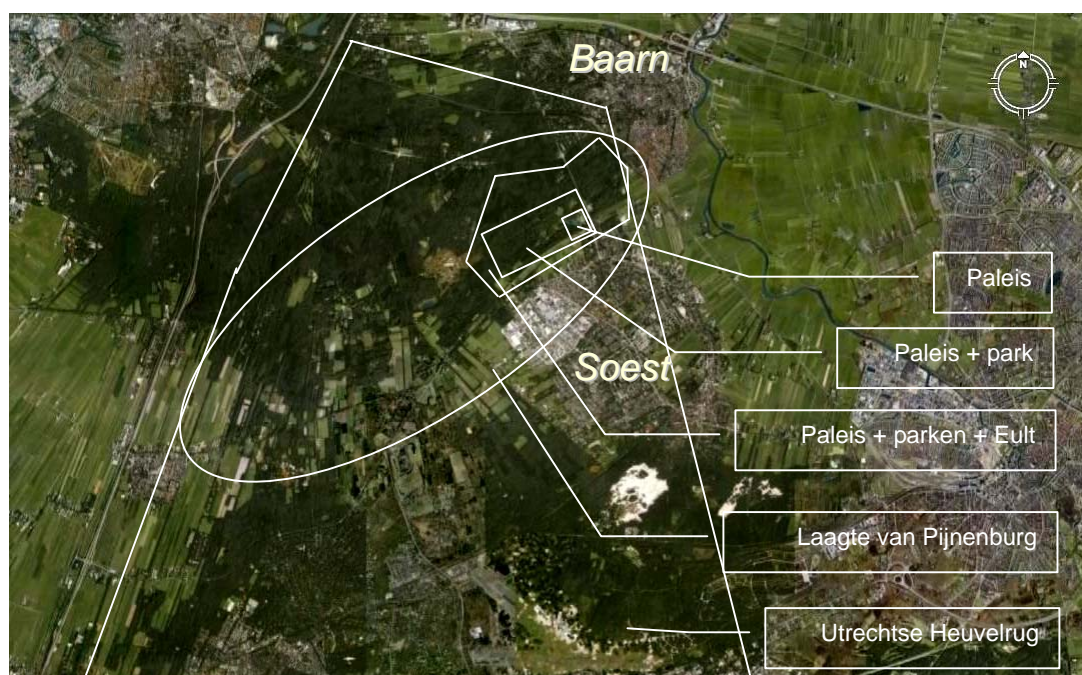 Baarn
N
Paleis
Paleis + park
Soest
Paleis + parken + Eult
Laagte van Pijnenburg
Utrechtse Heuvelrug